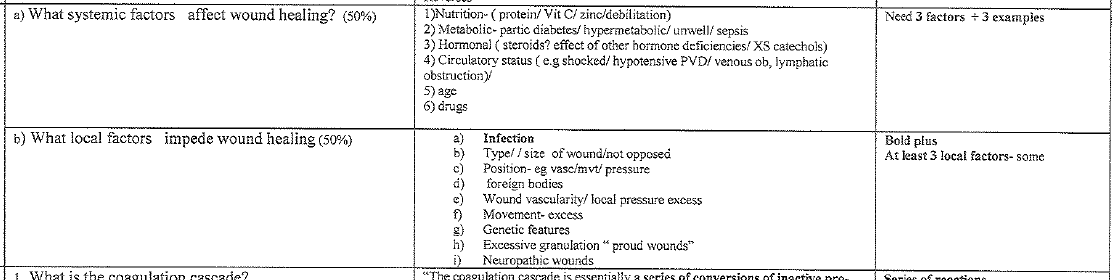 a) What systemic factors affect wound healing? (50%)
1)Nutrition- ( protein/ Vit C/ zinc/debilitation)
2) Metabolic- partic diabetes/ hypermetabolic/ unwell/ sepsis
3) Hormonal ( steroids? effect of other hormone deficiencies/ XS catechols)
4) Circulatory status ( e.g shocked/ hypotensive PVD/ venous ob, lymphatic
obstruction)/
5) age
6) drugs
Need 3 factors + 3 examples
b) What local factors impede wound healing (50%)
a) Infection
b) Type/ / size of wound/not opposed
c) Position- eg vasc/mvt/ pressure
d) foreign bodies
e) Wound vascularity/ local pressure excess
f) Movement- excess
g) Genetic features
h) Excessive granulation " proud wounds"
i) Neuropathic wounds
Bold plus
At least 3 local factors- some
1. What is the coagulation cascade?
"The coagulation cascade is essentially a series of conversions of inactive pro-
Series of reactions